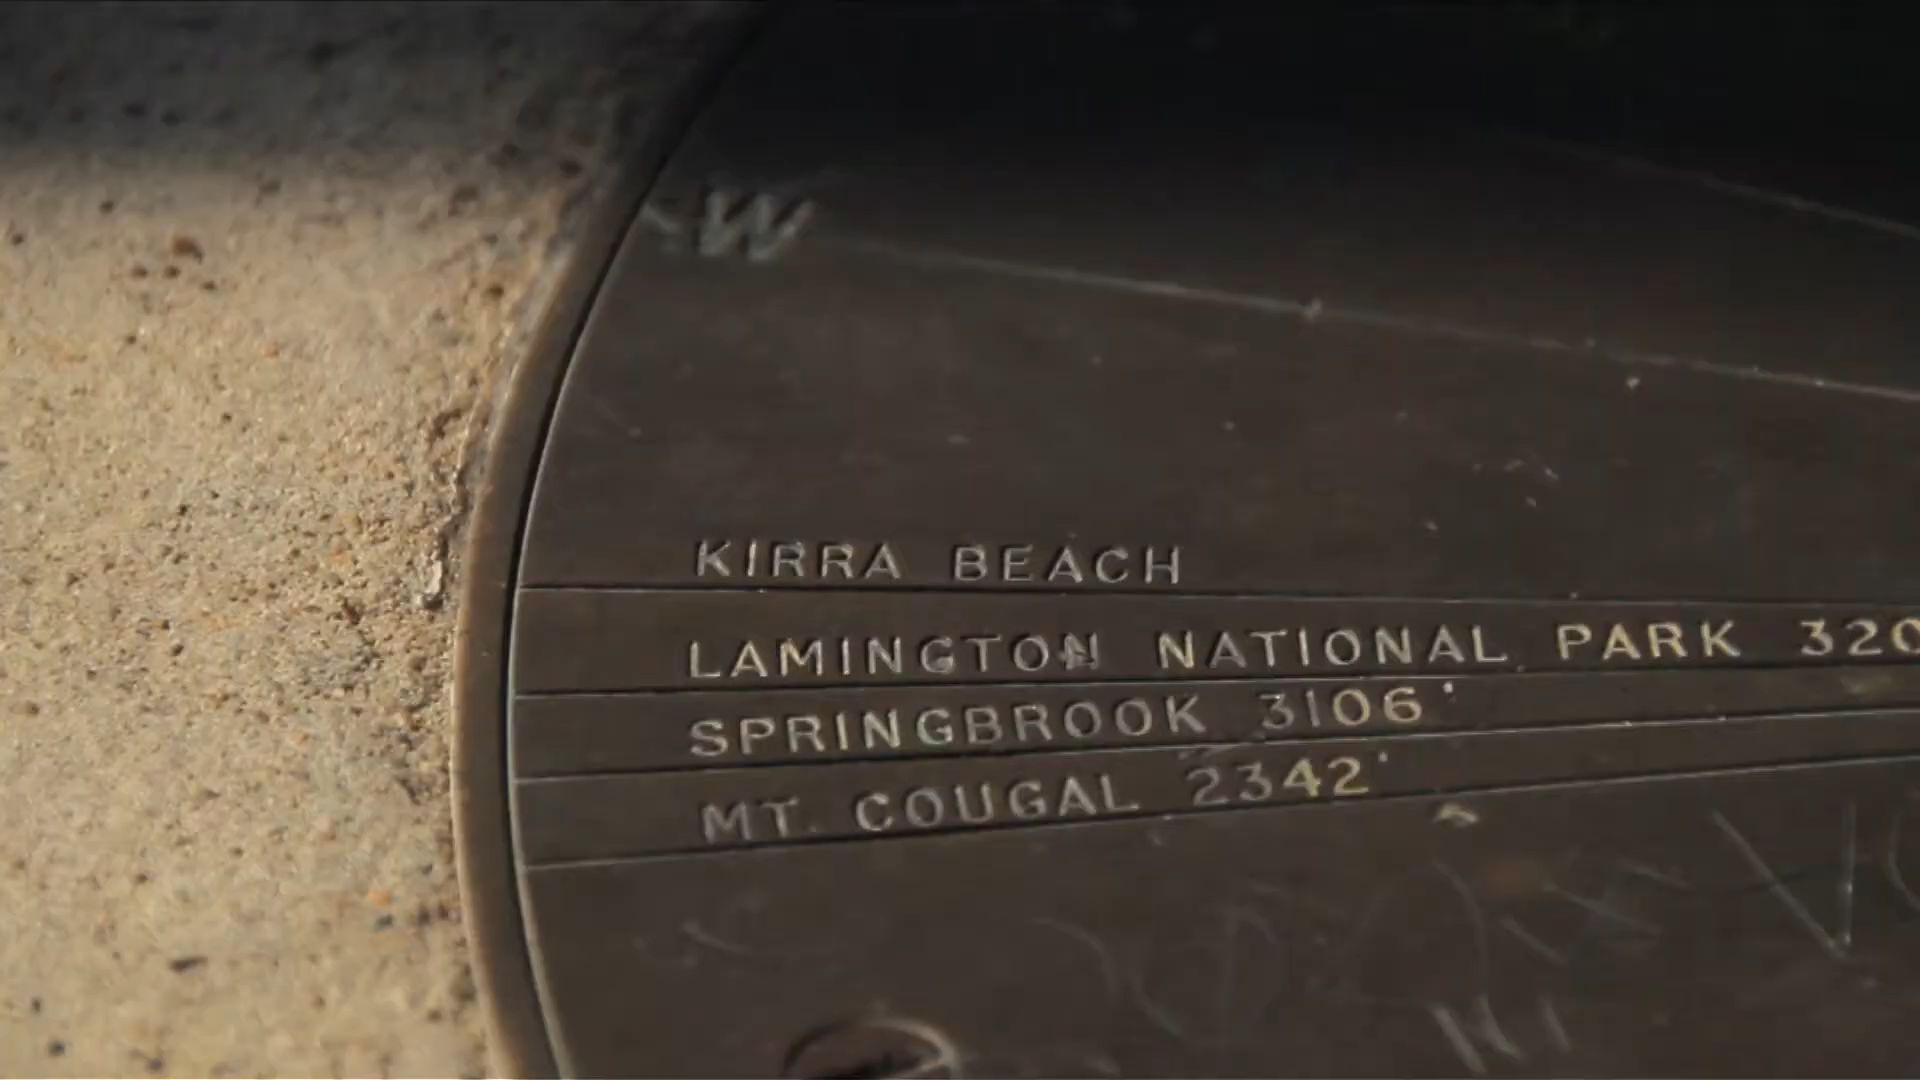 W
KIRRA BEACH
LAMINGTON NATIONAL PARK 320
SPRINGBROOK 3106'
MT. COUGAL 2342'